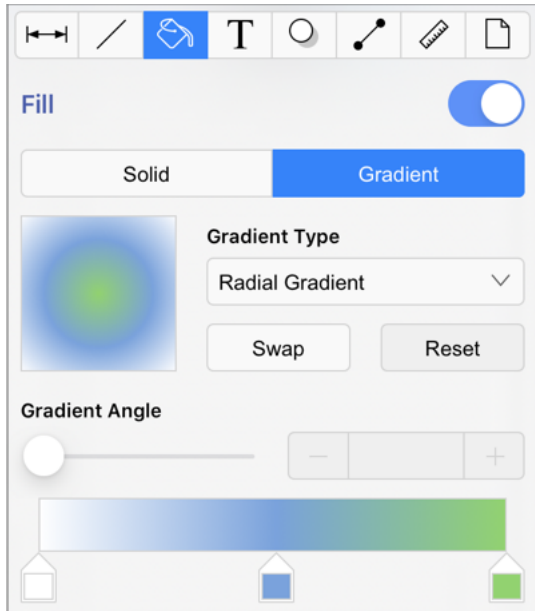 T
Fill
Solid
Gradient
Gradient Type
Radial Gradient
Swap
Reset
Gradient Angle